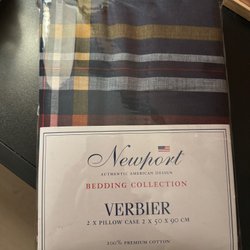 Newport
AUTHENTIC AMERICAN DESIGN
BEDDING COLLECTION
VERBIER
2 X PILLOW CASE 2 X 50 X 90 CM
100% PREMIUM COTTON